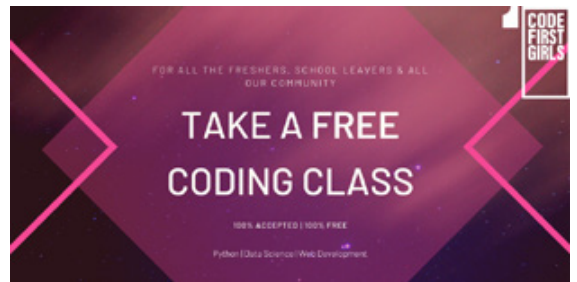 CODE
FIRST
GIRLS
FOR ALL THE FRESHERS, SCHOOL LEAVERS & ALL
OUR COMMUNITY
TAKE A FREE
CODING CLASS
100% ACCEPTED | 100% FREE
Python | Data Science | Web Development